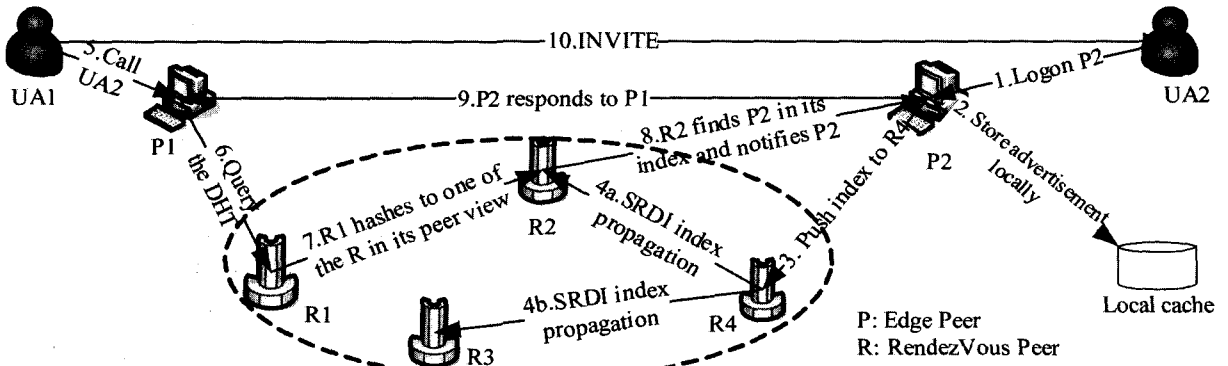 10.INVITE
5.Call
UA2
UA1
1.Logon P2
UA2
P1
9.P2 responds to P1
P2
2. Store advertisement
locally
6.Query
the DHT
8.R2 finds P2 in its
index and notifies P2
3. Push index to R4
R2
7.R1 hashes to one of
the R in its peer view
4a.SRDI index
propagation
R1
4b.SRDI index
propagation
R3
R4
Local cache
P: Edge Peer
R: RendezVous Peer